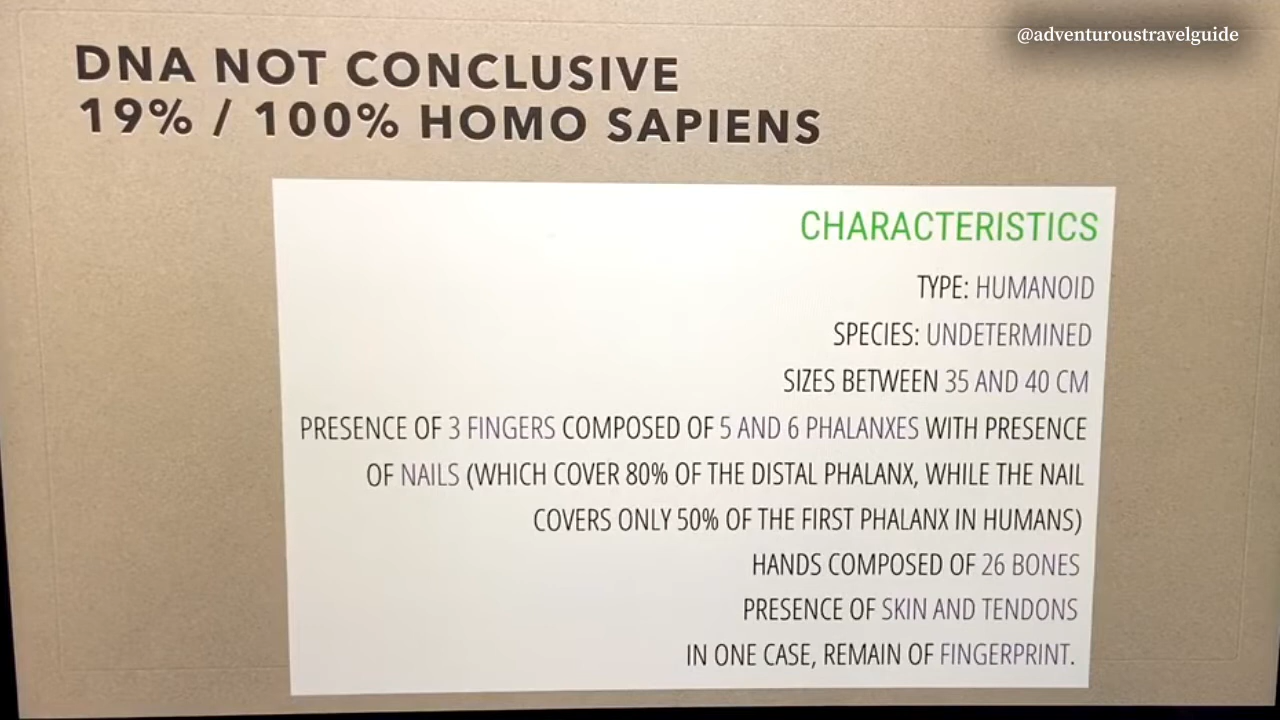 @adventuroustravelguide
DNA NOT CONCLUSIVE
19% / 100% HOMO SAPIENS
CHARACTERISTICS
TYPE: HUMANOID
SPECIES: UNDETERMINED
SIZES BETWEEN 35 AND 40 CM
PRESENCE OF 3 FINGERS COMPOSED OF 5 AND 6 PHALANXES WITH PRESENCE
OF NAILS (WHICH COVER 80% OF THE DISTAL PHALANX, WHILE THE NAIL
COVERS ONLY 50% OF THE FIRST PHALANX IN HUMANS)
HANDS COMPOSED OF 26 BONES
PRESENCE OF SKIN AND TENDONS
IN ONE CASE, REMAIN OF FINGERPRINT.